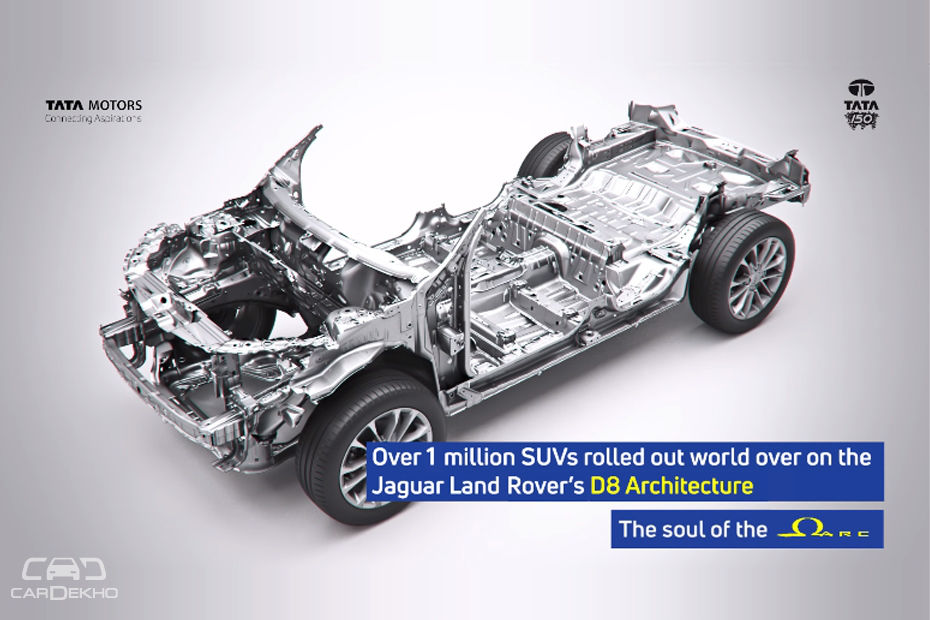 TATA MOTORS
Connecting Aspirations
TATA
150
Over 1 million SUVs rolled out world over on the
Jaguar Land Rover's D8 Architecture
The soul of the ΩARC
CARDEKHO